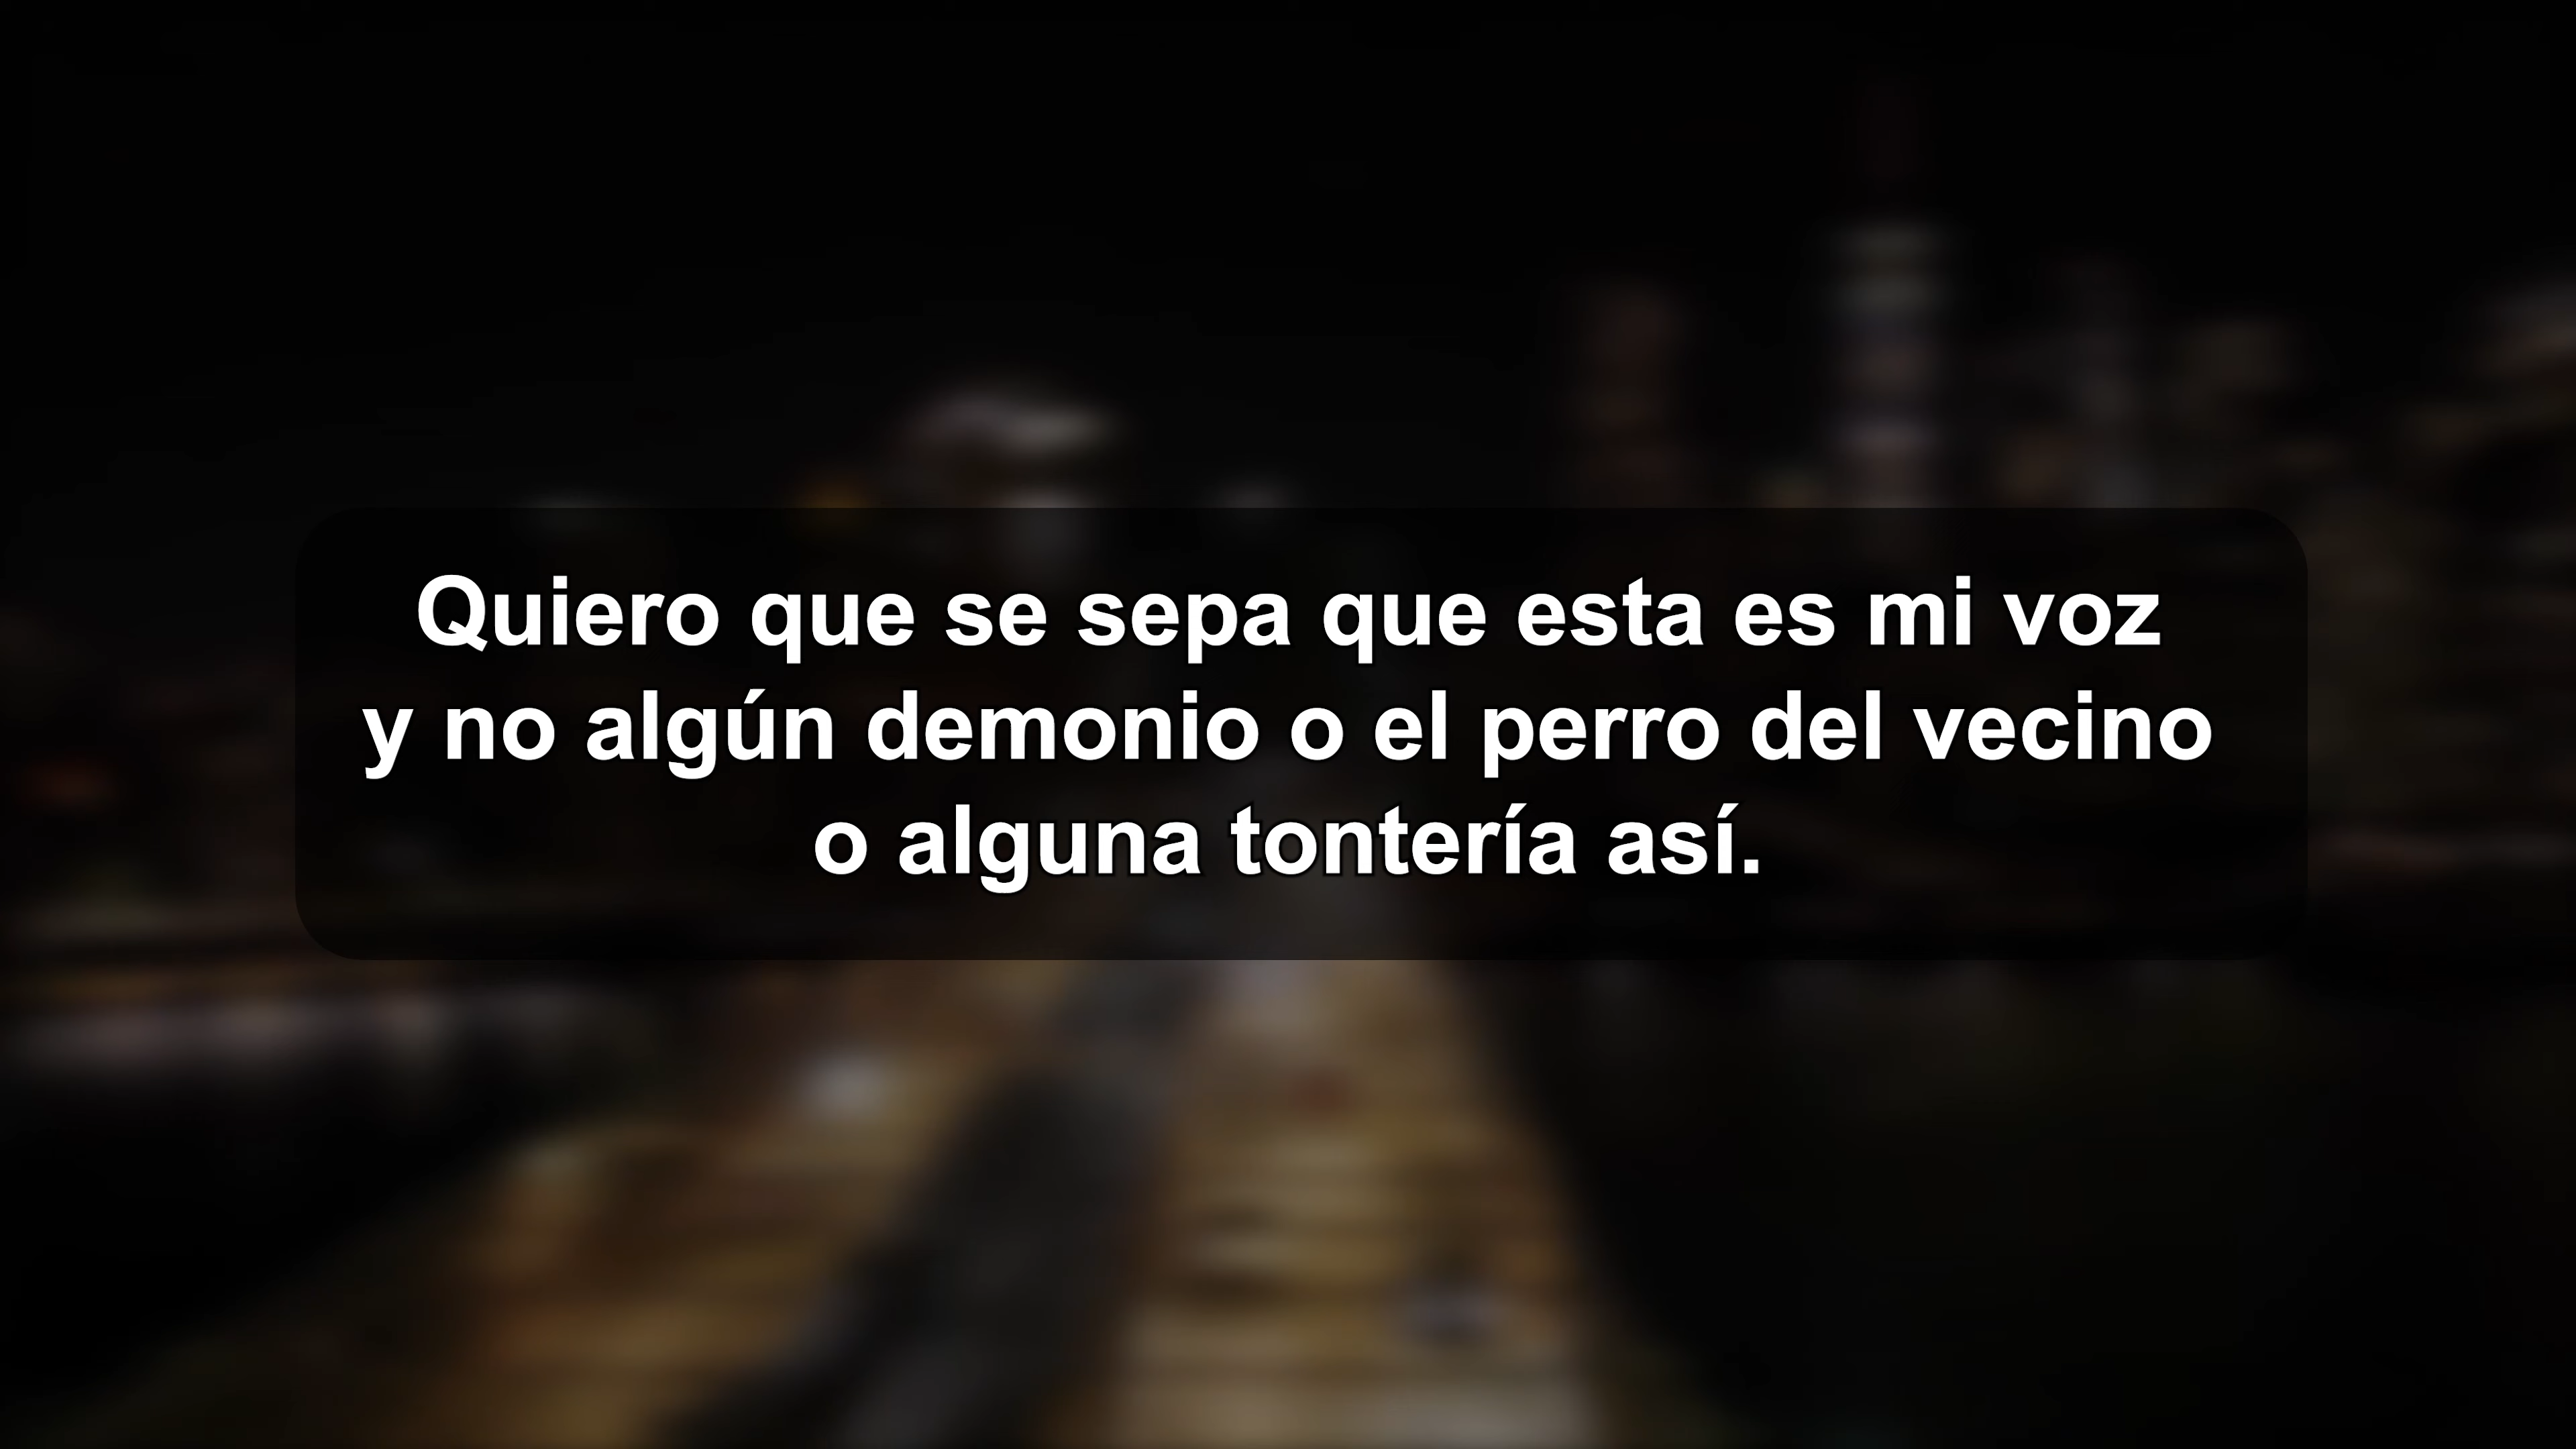 Quiero que se sepa que esta es mi voz
y no algún demonio o el perro del vecino
o alguna tontería así.